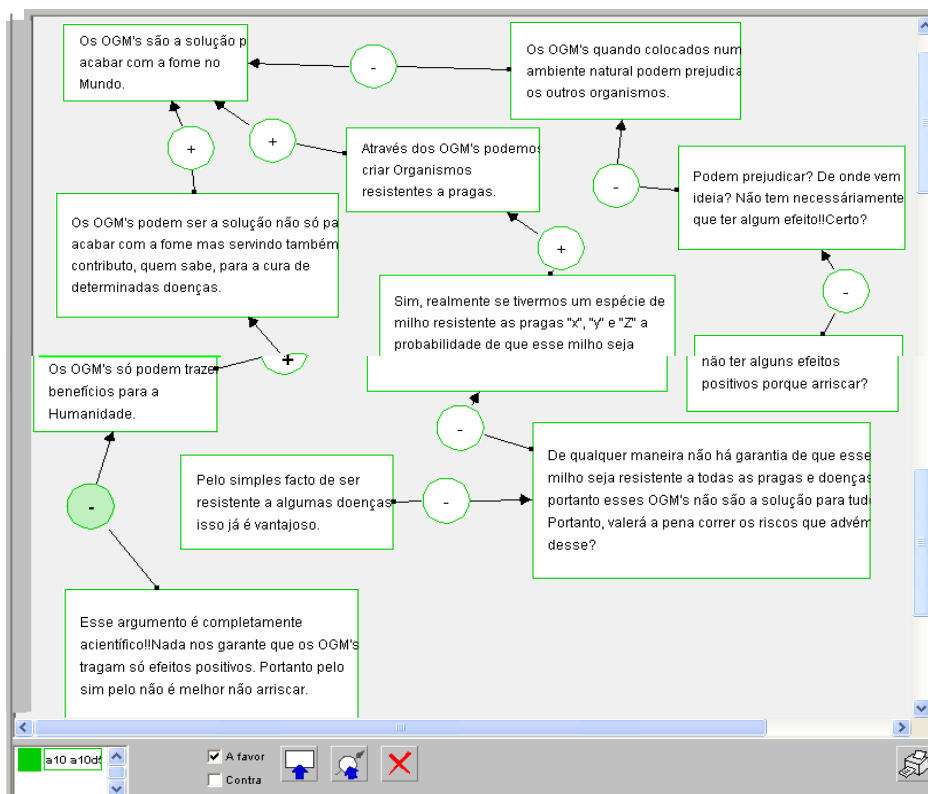 Os OGM's são a solução p
acabar com a fome no
Mundo.
-
Os OGM's quando colocados num
ambiente natural podem prejudica
os outros organismos.
+
+
Através dos OGM's podemos
criar Organismos
resistentes a pragas.
-
Podem prejudicar? De onde vem
ideia? Não tem necessáriamente
que ter algum efeito!!Certo?
Os OGM's podem ser a solução não só pa
acabar com a fome mas servindo também
contributo, quem sabe, para a cura de
determinadas doenças.
+
Sim, realmente se tivermos um espécie de
milho resistente as pragas "x", "y" e "Z" a
probabilidade de que esse milho seja
-
não ter alguns efeitos
positivos porque arriscar?
+
Os OGM's só podem traze
benefícios para a
Humanidade.
-
De qualquer maneira não há garantia de que esse
milho seja resistente a todas as pragas e doenças
portanto esses OGM's não são a solução para tud
Portanto, valerá a pena correr os riscos que advêm
desse?
Pelo simples facto de ser
resistente a algumas doenças
isso já é vantajoso.
-
-
Esse argumento é completamente
acientífico!!Nada nos garante que os OGM's
tragam só efeitos positivos. Portanto pelo
sim pelo não é melhor não arriscar.
a10 a10d
A favor
Contra